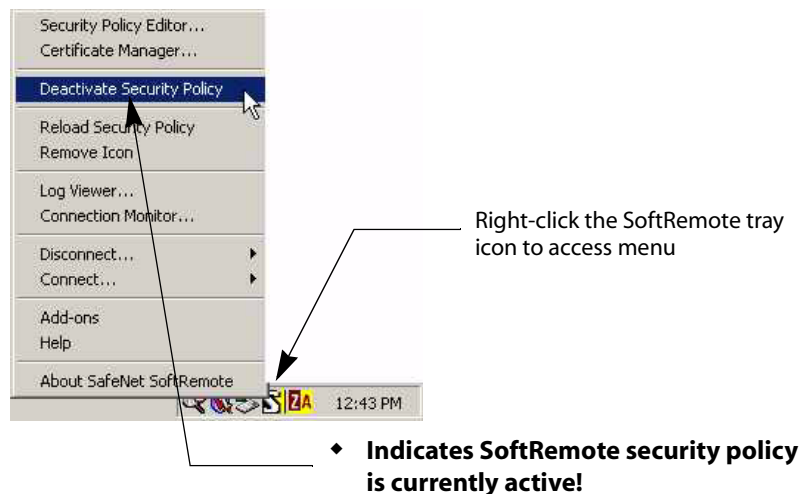 Security Policy Editor...
Certificate Manager...
Deactivate Security Policy
Reload Security Policy
Remove Icon
Log Viewer...
Connection Monitor...
Disconnect...
Connect...
Add-ons
Help
About SafeNet SoftRemote
Right-click the SoftRemote tray
icon to access menu
ZA 12:43 PM
◆ Indicates SoftRemote security policy
is currently active!